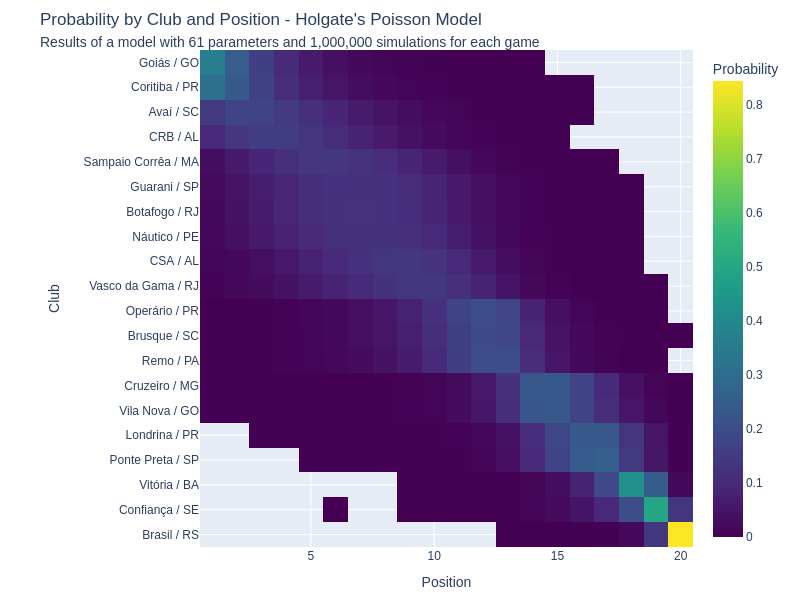 Probability by Club and Position - Holgate's Poisson Model
Results of a model with 61 parameters and 1,000,000 simulations for each game
Probability
Club
Goiás / GO
Coritiba / PR
Avaí / SC
CRB / AL
Sampaio Corrêa / MA
Guarani / SP
Botafogo / RJ
Náutico / PE
CSA / AL
Vasco da Gama / RJ
Operário / PR
Brusque / SC
Remo / PA
Cruzeiro / MG
Vila Nova / GO
Londrina / PR
Ponte Preta / SP
Vitória / BA
Confiança / SE
Brasil / RS
5
10
15
20
Position
0.8
0.7
0.6
0.5
0.4
0.3
0.2
0.1
0